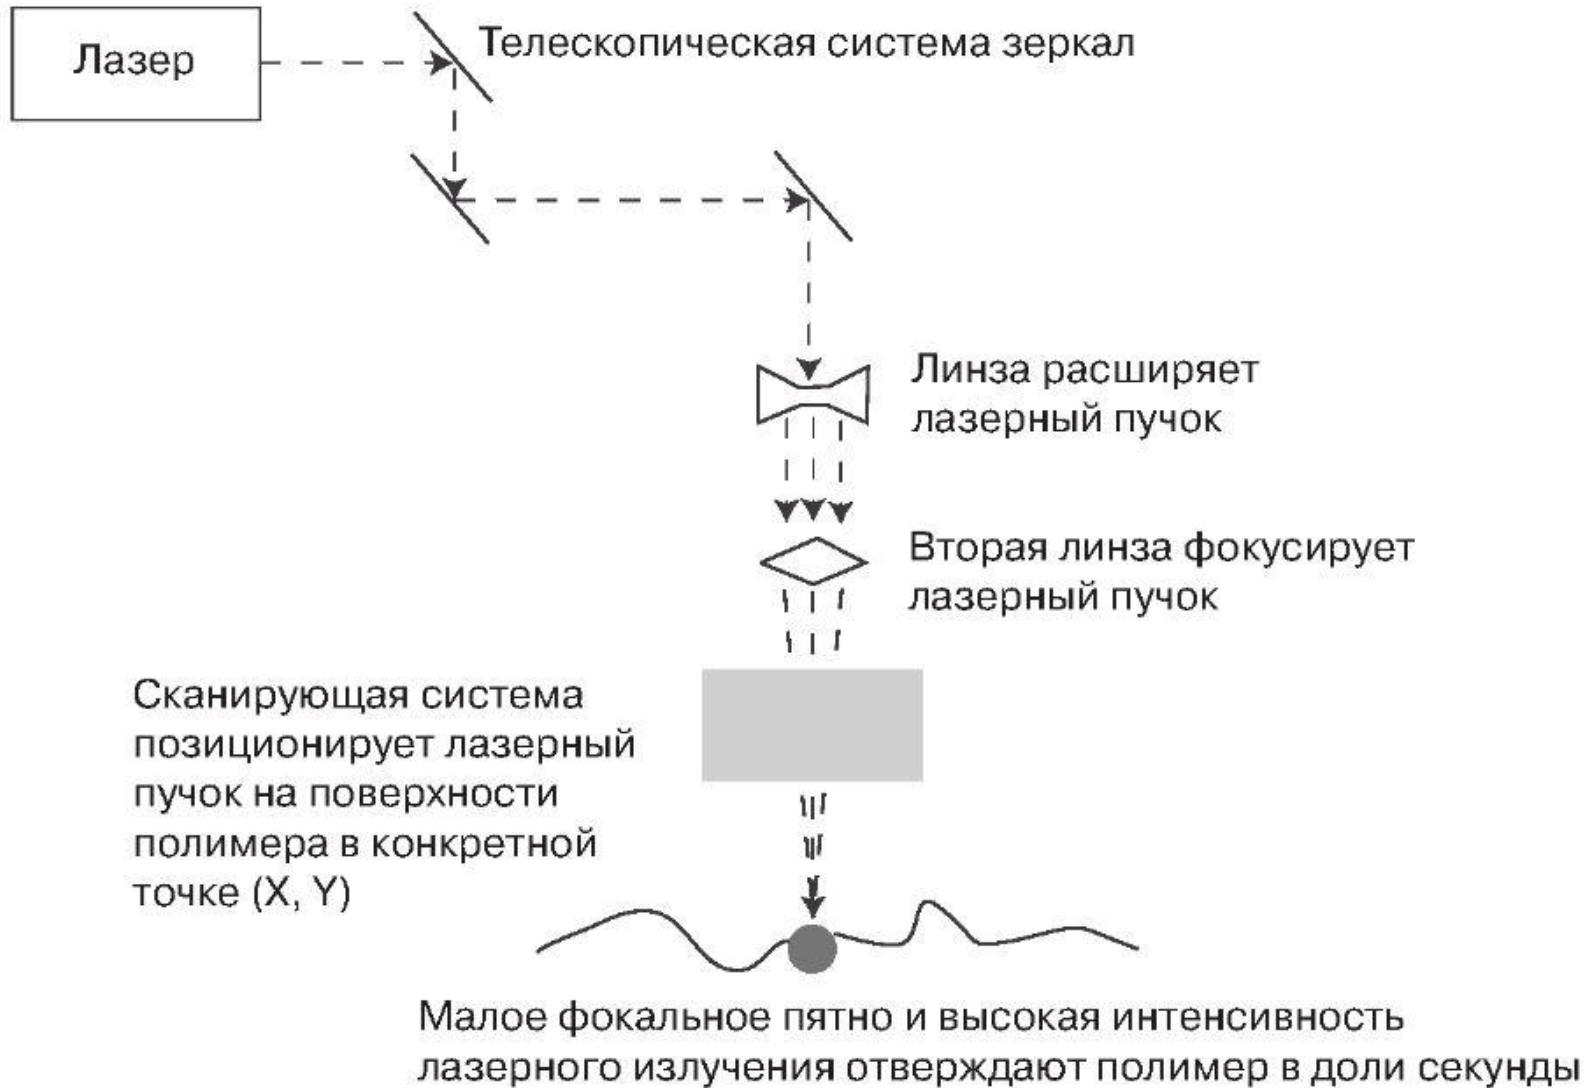 Лазер
Телескопическая система зеркал
Линза расширяет
лазерный пучок
Вторая линза фокусирует
лазерный пучок
Сканирующая система
позиционирует лазерный
пучок на поверхности
полимера в конкретной
точке (X, Y)
Малое фокальное пятно и высокая интенсивность
лазерного излучения отверждают полимер в доли секунды